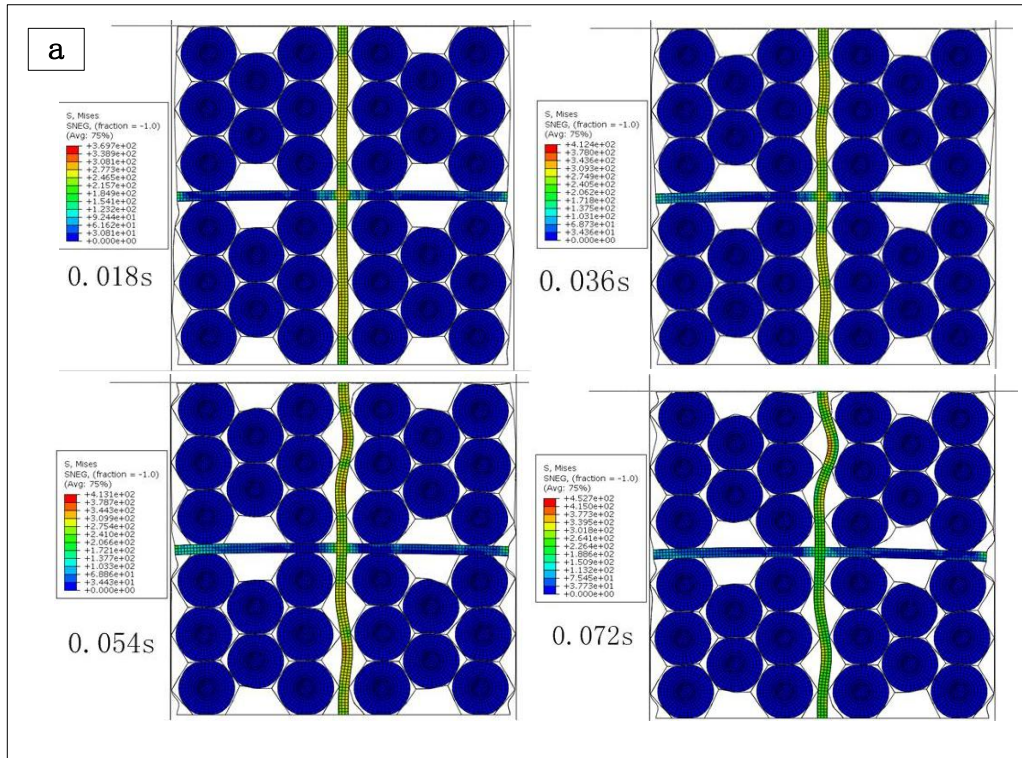 a
S, Mises
SNEG, (fraction = -1.0)
(Avg: 75%)
+3.697e+02
+3.389e+02
+3.081e+02
+2.773e+02
+2.465e+02
+2.157e+02
+1.849e+02
+1.541e+02
+1.232e+02
+9.244e+01
+6.162e+01
+3.081e+01
+0.000e+00
0.018s
S, Mises
SNEG, (fraction = -1.0)
(Avg: 75%)
+4.124e+02
+3.780e+02
+3.436e+02
+3.093e+02
+2.749e+02
+2.405e+02
+2.062e+02
+1.718e+02
+1.375e+02
+1.031e+02
+6.873e+01
+3.436e+01
+0.000e+00
0.036s
S, Mises
SNEG, (fraction = -1.0)
(Avg: 75%)
+4.131e+02
+3.787e+02
+3.443e+02
+3.099e+02
+2.754e+02
+2.410e+02
+2.066e+02
+1.721e+02
+1.377e+02
+1.033e+02
+6.886e+01
+3.443e+01
+0.000e+00
0.054s
S, Mises
SNEG, (fraction = -1.0)
(Avg: 75%)
+4.527e+02
+4.150e+02
+3.773e+02
+3.395e+02
+3.018e+02
+2.641e+02
+2.264e+02
+1.886e+02
+1.509e+02
+1.132e+02
+7.545e+01
+3.773e+01
+0.000e+00
0.072s